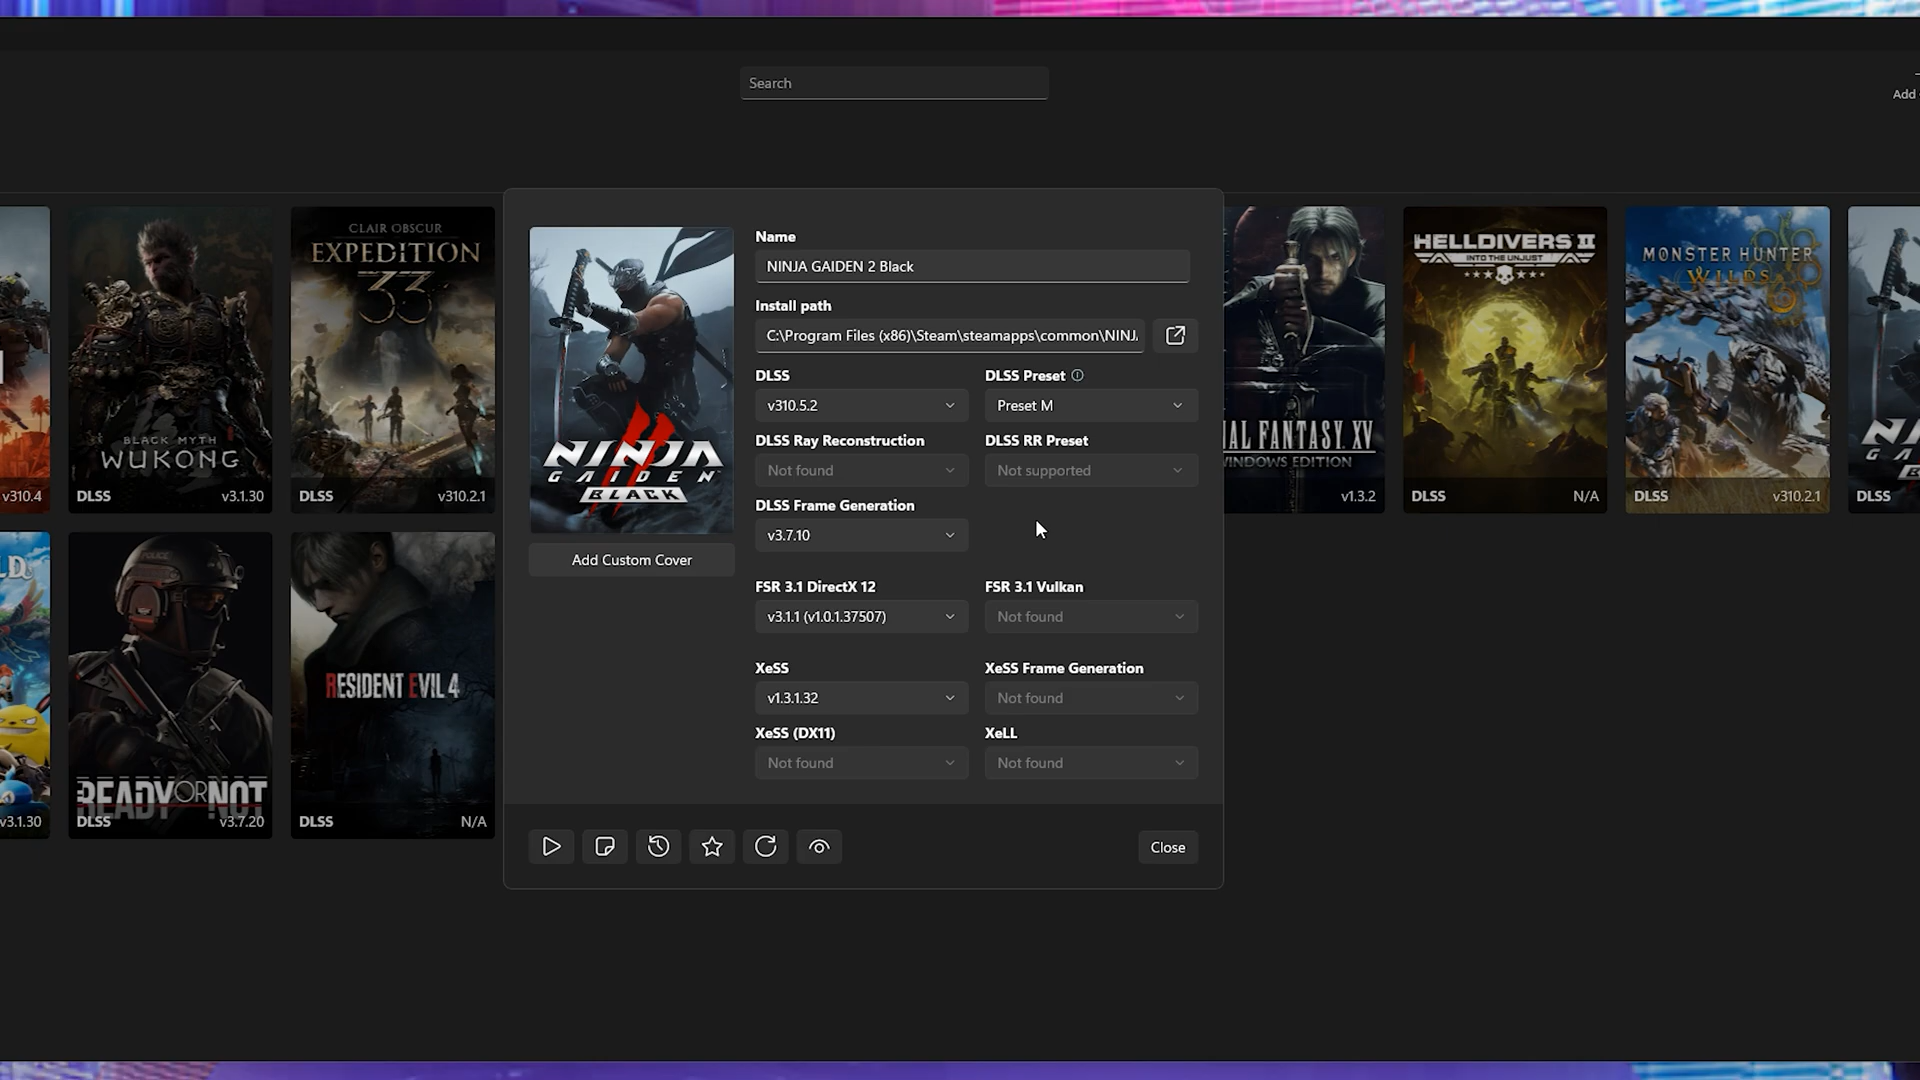 Search
Add
Name
NINJA GAIDEN 2 Black
Install path
C:\Program Files (x86)\Steam\steamapps\common\NINJ
DLSS
DLSS Preset
v310.5.2
Preset M
DLSS Ray Reconstruction
DLSS RR Preset
Not found
Not supported
DLSS Frame Generation
v3.7.10
FSR 3.1 DirectX 12
FSR 3.1 Vulkan
v3.1.1 (v1.0.1.37507)
Not found
XeSS
XeSS Frame Generation
v1.3.1.32
Not found
XeSS (DX11)
XeLL
Not found
Not found
Add Custom Cover
Close
NINJA
GAIDEN
BLACK
v310.4
BLACK MYTH
WUKONG
DLSS
v3.1.30
CLAIR OBSCUR
EXPEDITION
33
DLSS
v310.2.1
AL FANTASY XV
WINDOWS EDITION
v1.3.2
HELLDIVERS II
INTO THE UNJUST
DLSS
N/A
MONSTER HUNTER
WILDS
DLSS
v310.2.1
DLSS
v3.1.30
POLICE
READY OR NOT
DLSS
v3.7.20
RESIDENT EVIL 4
DLSS
N/A